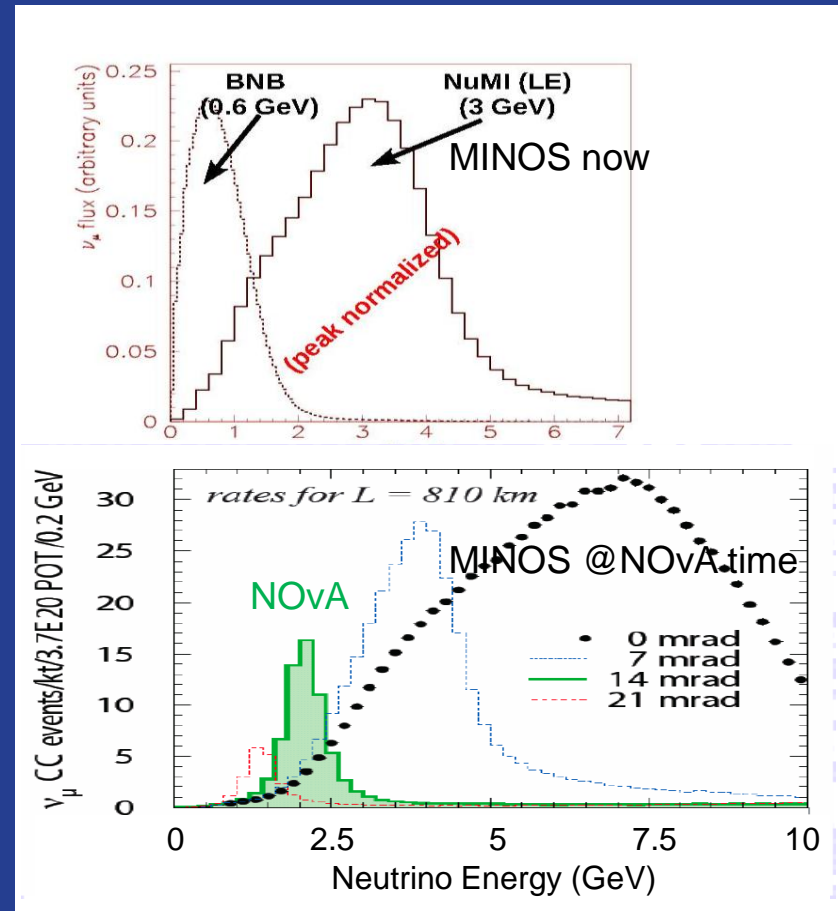 0.25
0.2
0.15
0.1
0.05
0
ν_μ flux (arbitrary units)
BNB
(0.6 GeV)
NuMI (LE)
(3 GeV)
MINOS now
(peak normalized)
0 1 2 3 4 5 6 7
ν_μ CC events/kt/3.7E20 POT/0.2 GeV
30
25
20
15
10
5
0
rates for L = 810 km
MINOS @NOvA time
NOvA
0 mrad
7 mrad
14 mrad
21 mrad
0 2.5 5 7.5 10
Neutrino Energy (GeV)